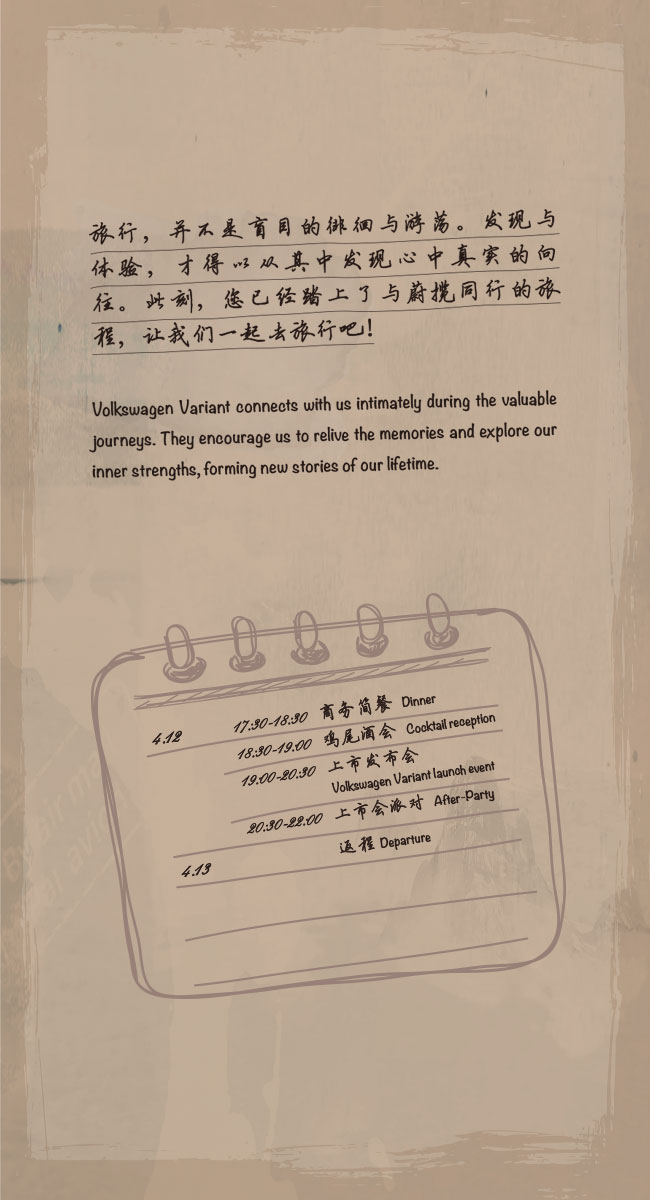 旅行，并不是盲目的徘徊与游荡。发现与
体验，才得以从其中发现心中真实的向
往。此刻，您已经踏上了与蔚揽同行的旅
程，让我们一起去旅行吧！
Volkswagen Variant connects with us intimately during the valuable
journeys. They encourage us to relive the memories and explore our
inner strengths, forming new stories of our lifetime.
4.12 17:30-18:30 商务简餐 Dinner
18:30-19:00 鸡尾酒会 Cocktail reception
19:00-20:30 上市发布会
Volkswagen Variant launch event
20:30-22:00 上市会派对 After-Party
4.13 返程 Departure